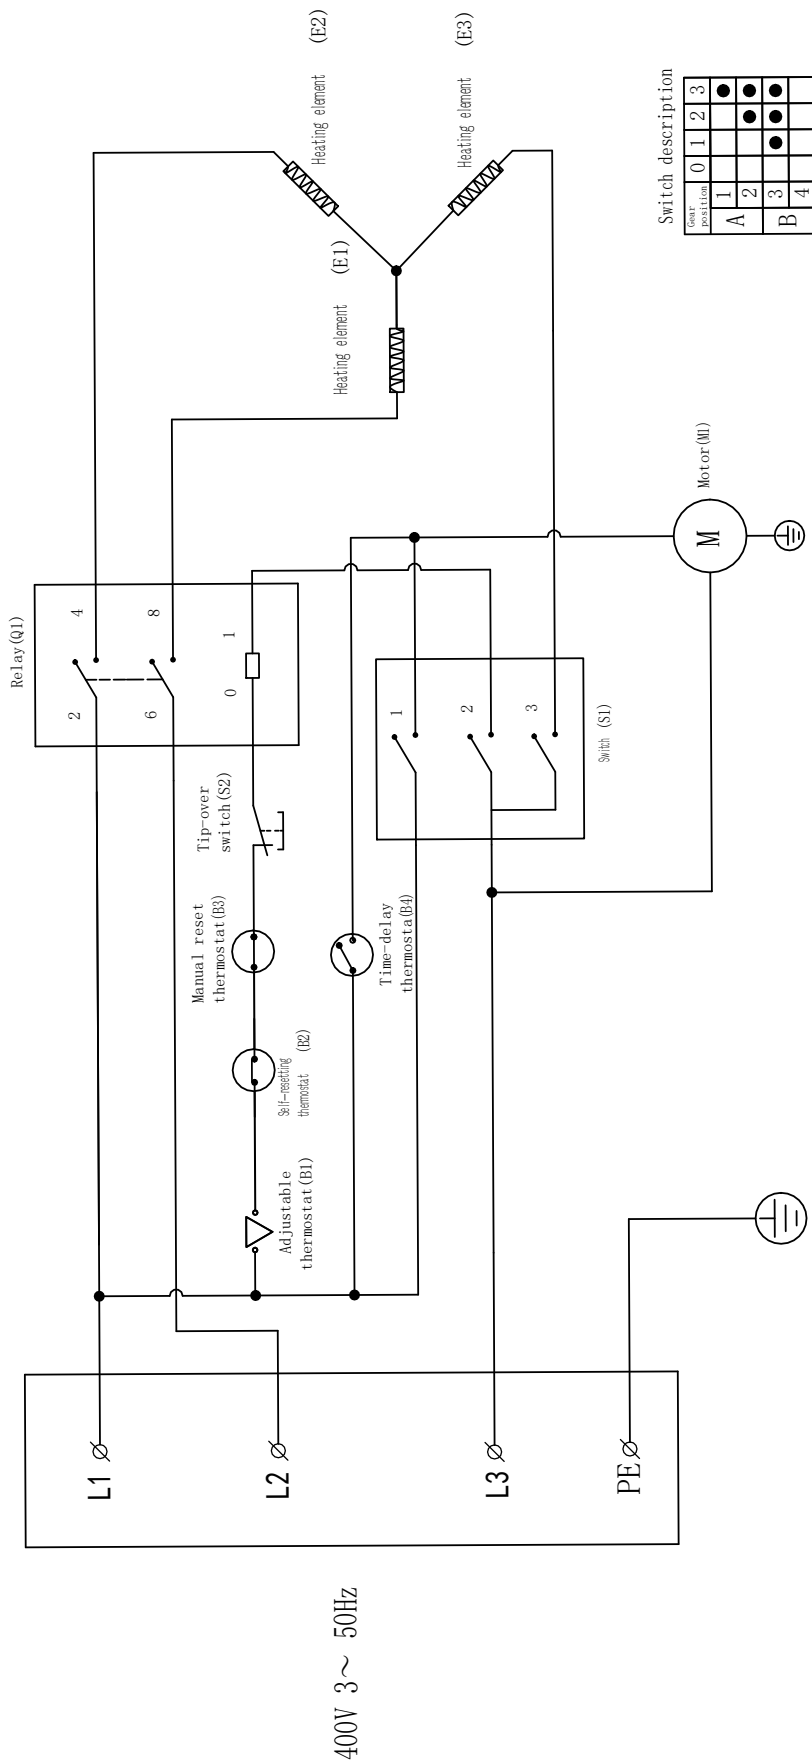 400V 3～ 50Hz
L1
L2
L3
PE
Adjustable
thermostat(B1)
Self-resetting (B2)
thermostat
Manual reset
thermostat(B3)
Tip-over
switch(S2)
Time-delay
thermosta(B4)
Relay(Q1)
2
4
6
8
0
1
1
2
3
Switch (S1)
Motor(M1)
M
Heating element (E1)
Heating element (E2)
Heating element (E3)
Switch description
Gear
position
0 1 2 3
A
1
2
B
3
4